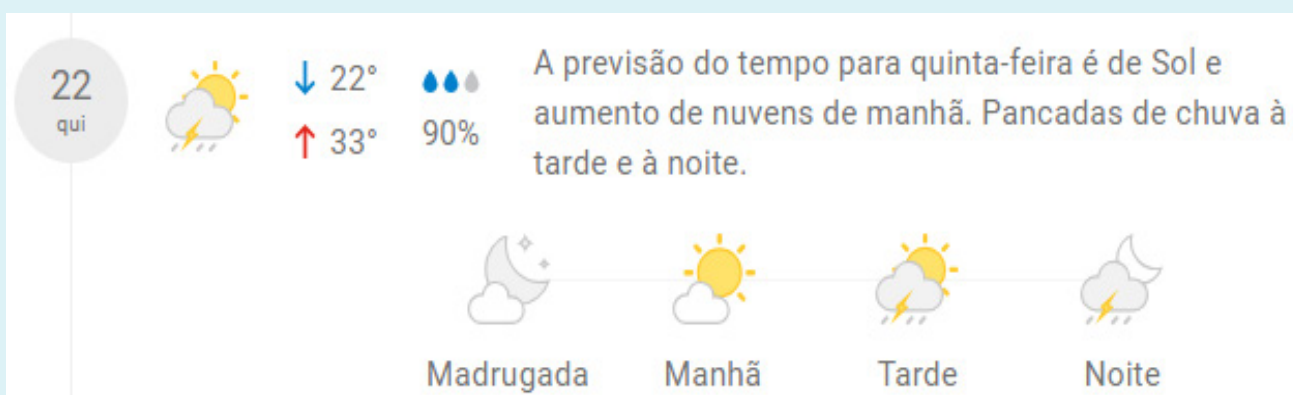 22
qui
↓ 22°
↑ 33°
90%
A previsão do tempo para quinta-feira é de Sol e
aumento de nuvens de manhã. Pancadas de chuva à
tarde e à noite.
Madrugada Manhã Tarde Noite